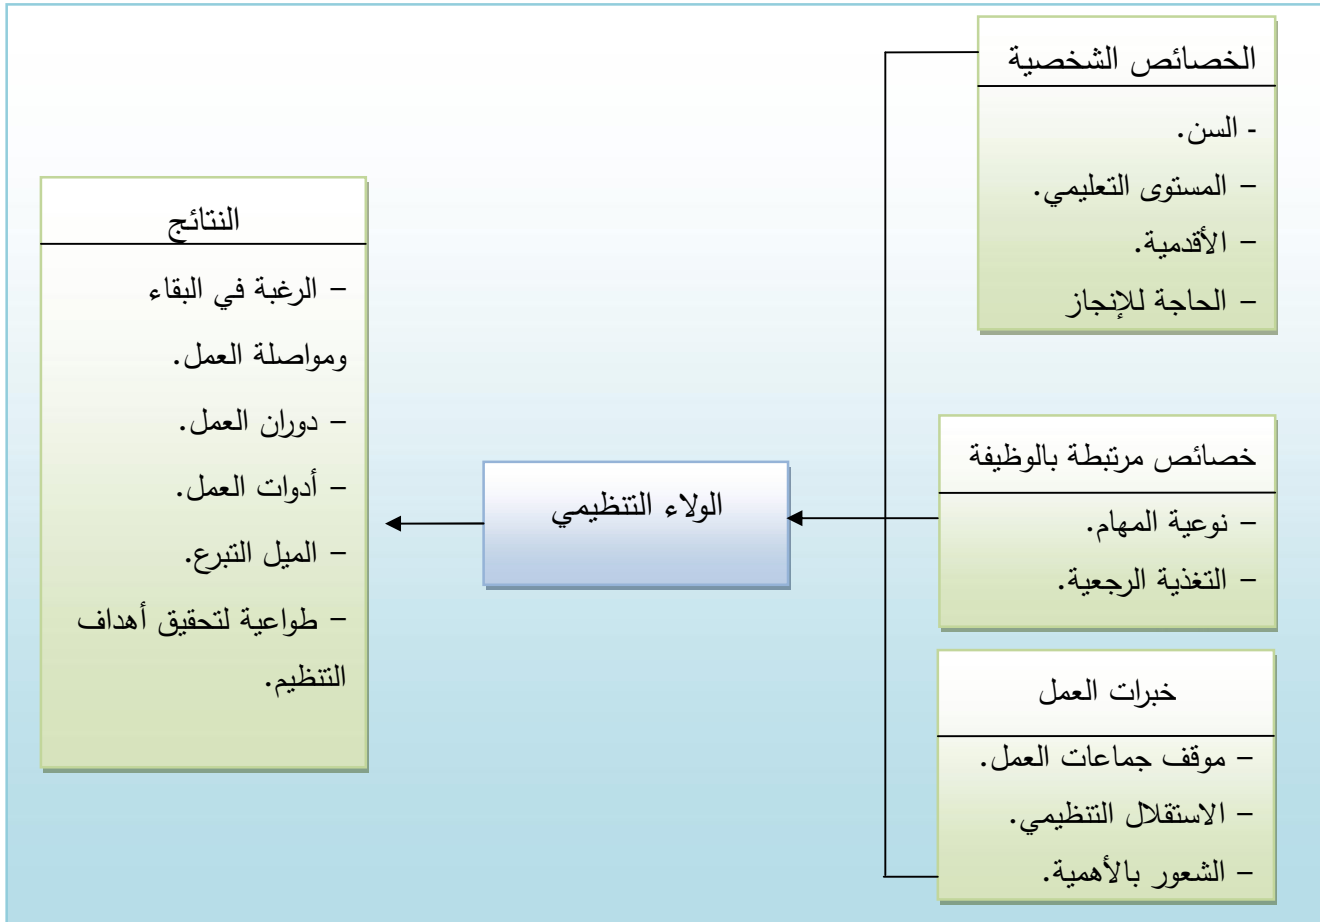 الخصائص الشخصية
- السن.
– المستوى التعليمي.
– الأقدمية.
– الحاجة للإنجاز
خصائص مرتبطة بالوظيفة
– نوعية المهام.
– التغذية الرجعية.
خبرات العمل
– موقف جماعات العمل.
– الاستقلال التنظيمي.
– الشعور بالأهمية.
الولاء التنظيمي
النتائج
– الرغبة في البقاء
ومواصلة العمل.
– دوران العمل.
– أدوات العمل.
– الميل التبرع.
– طواعية لتحقيق أهداف
التنظيم.